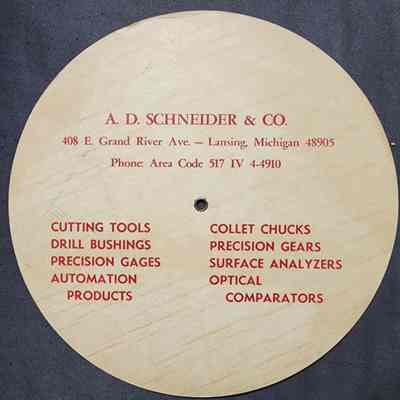 A. D. SCHNEIDER & CO.
408 E. Grand River Ave. — Lansing, Michigan 48905
Phone: Area Code 517 IV 4-4910
CUTTING TOOLS
DRILL BUSHINGS
PRECISION GAGES
AUTOMATION
PRODUCTS
COLLET CHUCKS
PRECISION GEARS
SURFACE ANALYZERS
OPTICAL
COMPARATORS